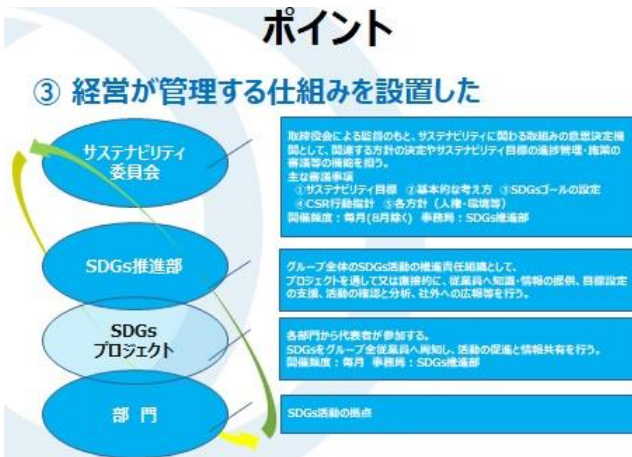 ポイント
③ 経営が管理する仕組みを設置した
サステナビリティ
委員会
取締役会による監督のもと、サステナビリティに関わる取組みの意思決定機
関として、関連する方針の決定やサステナビリティ目標の進捗管理・施策の
審議等の機能を担う。
主な審議事項
①サステナビリティ目標 ②基本的な考え方 ③SDGsゴールの設定
④CSR行動指針 ⑤各方針（人権・環境等）
開催頻度：毎月(8月除く) 事務局：SDGs推進部
SDGs推進部
グループ全体のSDGs活動の推進責任組織として、
プロジェクトを通して又は直接的に、従業員へ知識・情報の提供、目標設定
の支援、活動の確認と分析、社外への広報等を行う。
SDGs
プロジェクト
各部門から代表者が参加する。
SDGsをグループ全従業員へ周知し、活動の促進と情報共有を行う。
開催頻度：毎月 事務局：SDGs推進部
部 門
SDGs活動の拠点